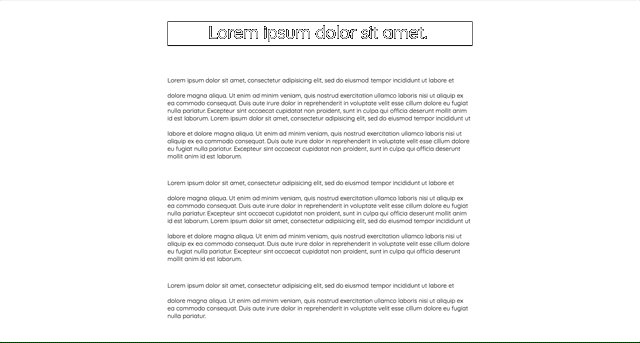 Lorem ipsum dolor sit amet.
Lorem ipsum dolor sit amet, consectetur adipisicing elit, sed do eiusmod tempor incididunt ut labore et
dolore magna aliqua. Ut enim ad minim veniam, quis nostrud exercitation ullamco laboris nisi ut aliquip ex
ea commodo consequat. Duis aute irure dolor in reprehenderit in voluptate velit esse cillum dolore eu fugiat
nulla pariatur. Excepteur sint occaecat cupidatat non proident, sunt in culpa qui officia deserunt mollit anim
id est laborum. Lorem ipsum dolor sit amet, consectetur adipisicing elit, sed do eiusmod tempor incididunt ut
labore et dolore magna aliqua. Ut enim ad minim veniam, quis nostrud exercitation ullamco laboris nisi ut
aliquip ex ea commodo consequat. Duis aute irure dolor in reprehenderit in voluptate velit esse cillum dolore
eu fugiat nulla pariatur. Excepteur sint occaecat cupidatat non proident, sunt in culpa qui officia deserunt
mollit anim id est laborum.
Lorem ipsum dolor sit amet, consectetur adipisicing elit, sed do eiusmod tempor incididunt ut labore et
dolore magna aliqua. Ut enim ad minim veniam, quis nostrud exercitation ullamco laboris nisi ut aliquip ex
ea commodo consequat. Duis aute irure dolor in reprehenderit in voluptate velit esse cillum dolore eu fugiat
nulla pariatur. Excepteur sint occaecat cupidatat non proident, sunt in culpa qui officia deserunt mollit anim
id est laborum. Lorem ipsum dolor sit amet, consectetur adipisicing elit, sed do eiusmod tempor incididunt ut
labore et dolore magna aliqua. Ut enim ad minim veniam, quis nostrud exercitation ullamco laboris nisi ut
aliquip ex ea commodo consequat. Duis aute irure dolor in reprehenderit in voluptate velit esse cillum dolore
eu fugiat nulla pariatur. Excepteur sint occaecat cupidatat non proident, sunt in culpa qui officia deserunt
mollit anim id est laborum.
Lorem ipsum dolor sit amet, consectetur adipisicing elit, sed do eiusmod tempor incididunt ut labore et
dolore magna aliqua. Ut enim ad minim veniam, quis nostrud exercitation ullamco laboris nisi ut aliquip ex
ea commodo consequat. Duis aute irure dolor in reprehenderit in voluptate velit esse cillum dolore eu fugiat
nulla pariatur.